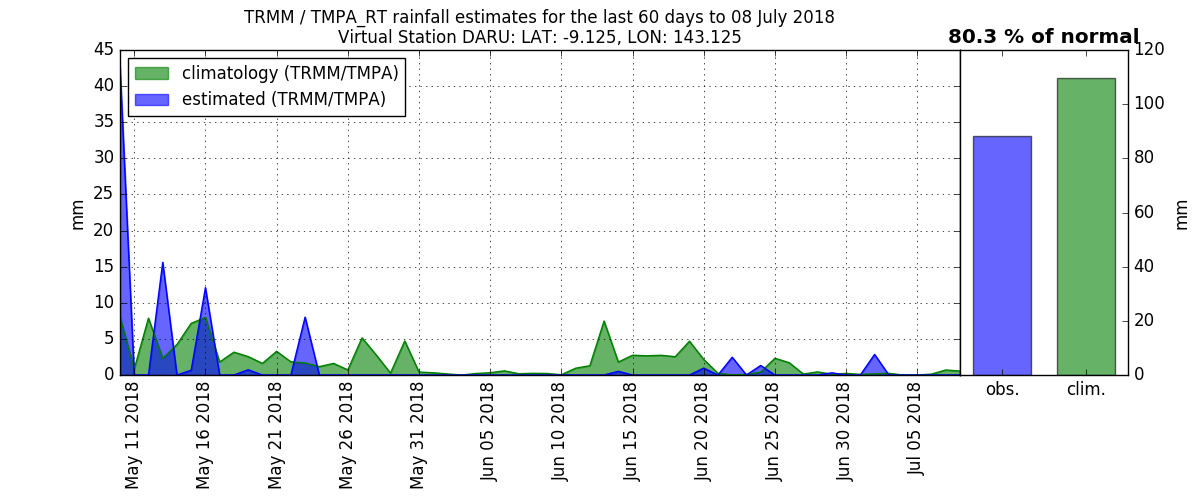 TRMM / TMPA_RT rainfall estimates for the last 60 days to 08 July 2018
Virtual Station DARU: LAT: -9.125, LON: 143.125
80.3 % of normal
climatology (TRMM/TMPA)
estimated (TRMM/TMPA)
45
40
35
30
25
20
15
10
5
0
mm
May 11 2018
May 16 2018
May 21 2018
May 26 2018
May 31 2018
Jun 05 2018
Jun 10 2018
Jun 15 2018
Jun 20 2018
Jun 25 2018
Jun 30 2018
Jul 05 2018
obs.
clim.
120
100
80
60
40
20
0
mm